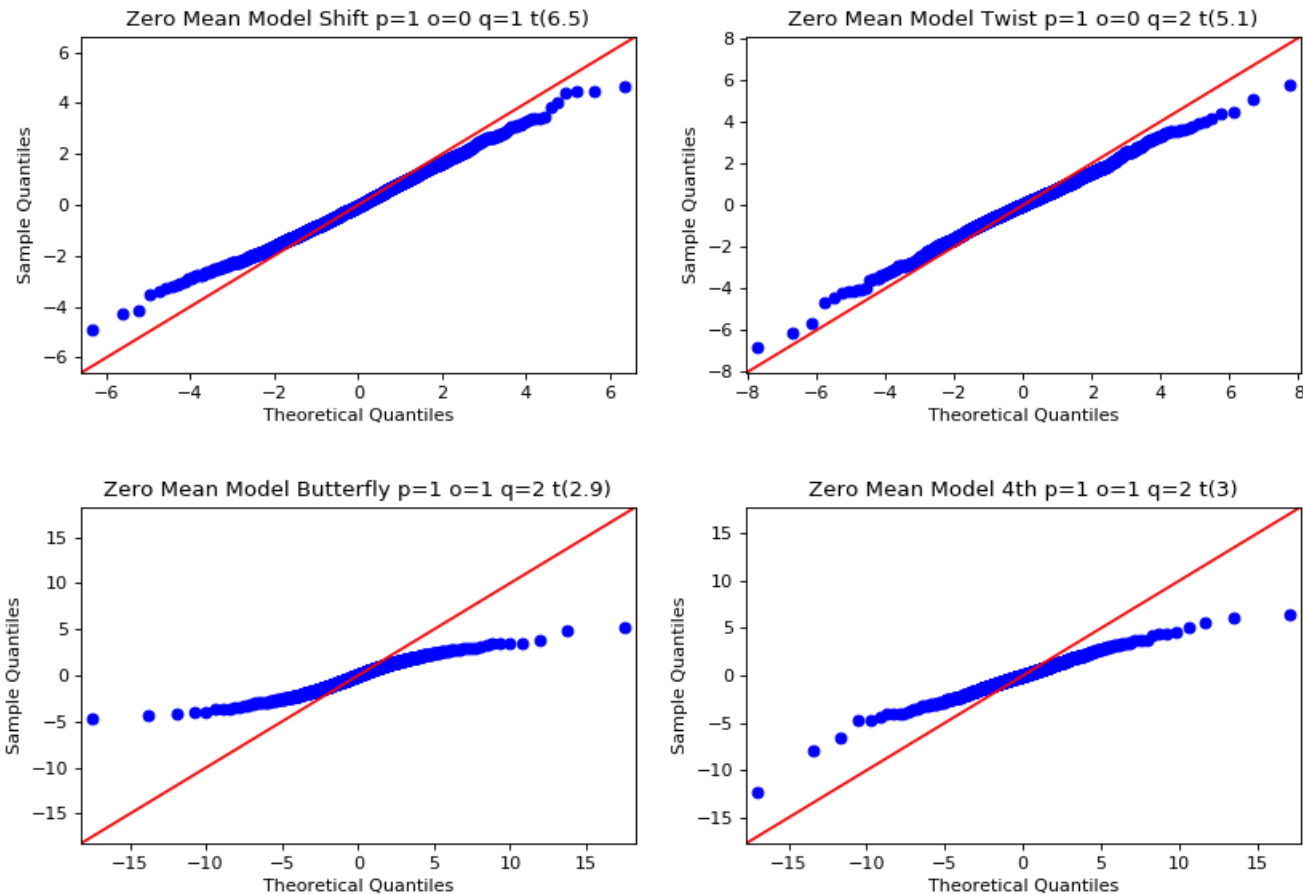 Zero Mean Model Shift p=1 o=0 q=1 t(6.5)
6
4
2
0
−2
−4
−6
Sample Quantiles
−6 −4 −2 0 2 4 6
Theoretical Quantiles
Zero Mean Model Twist p=1 o=0 q=2 t(5.1)
8
6
4
2
0
−2
−4
−6
−8
Sample Quantiles
−8 −6 −4 −2 0 2 4 6 8
Theoretical Quantiles
Zero Mean Model Butterfly p=1 o=1 q=2 t(2.9)
15
10
5
0
−5
−10
−15
Sample Quantiles
−15 −10 −5 0 5 10 15
Theoretical Quantiles
Zero Mean Model 4th p=1 o=1 q=2 t(3)
15
10
5
0
−5
−10
−15
Sample Quantiles
−15 −10 −5 0 5 10 15
Theoretical Quantiles